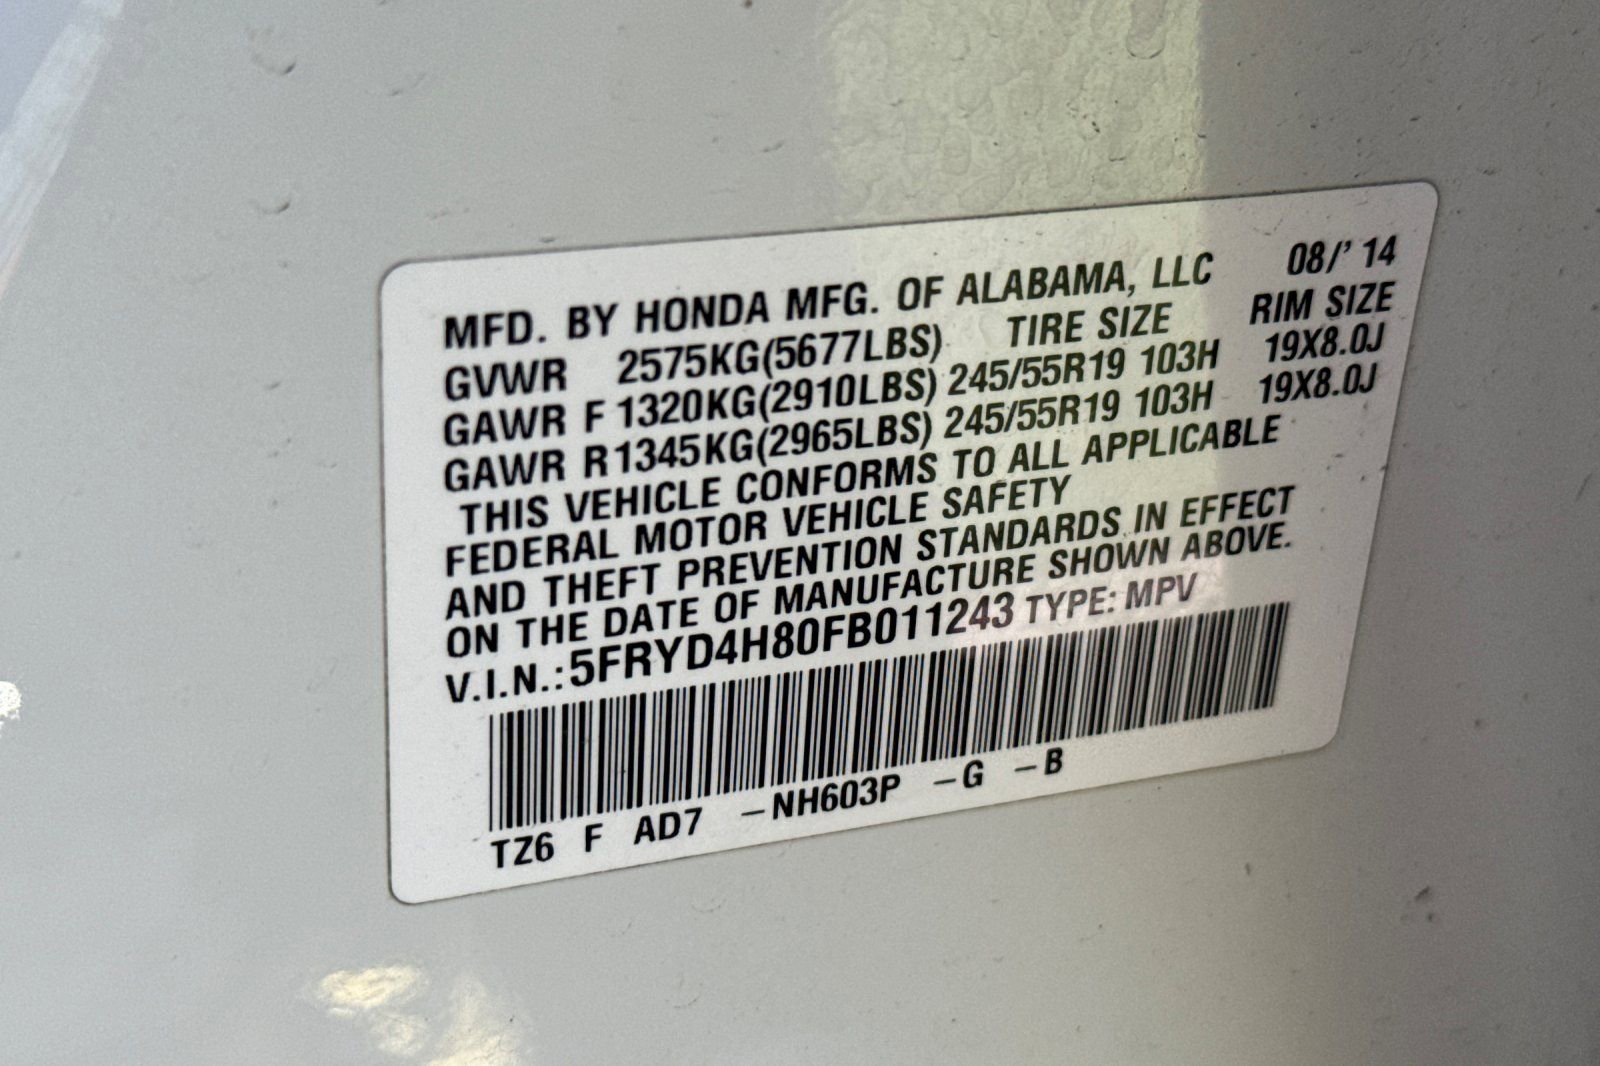 MFD. BY HONDA MFG. OF ALABAMA, LLC 08/' 14
GVWR 2575KG(5677LBS) TIRE SIZE RIM SIZE
GAWR F 1320KG(2910LBS) 245/55R19 103H 19X8.0J
GAWR R 1345KG(2965LBS) 245/55R19 103H 19X8.0J
THIS VEHICLE CONFORMS TO ALL APPLICABLE
FEDERAL MOTOR VEHICLE SAFETY
AND THEFT PREVENTION STANDARDS IN EFFECT
ON THE DATE OF MANUFACTURE SHOWN ABOVE.
V.I.N.:5FRYD4H80FB011243 TYPE: MPV
TZ6 F AD7 –NH603P –G –B